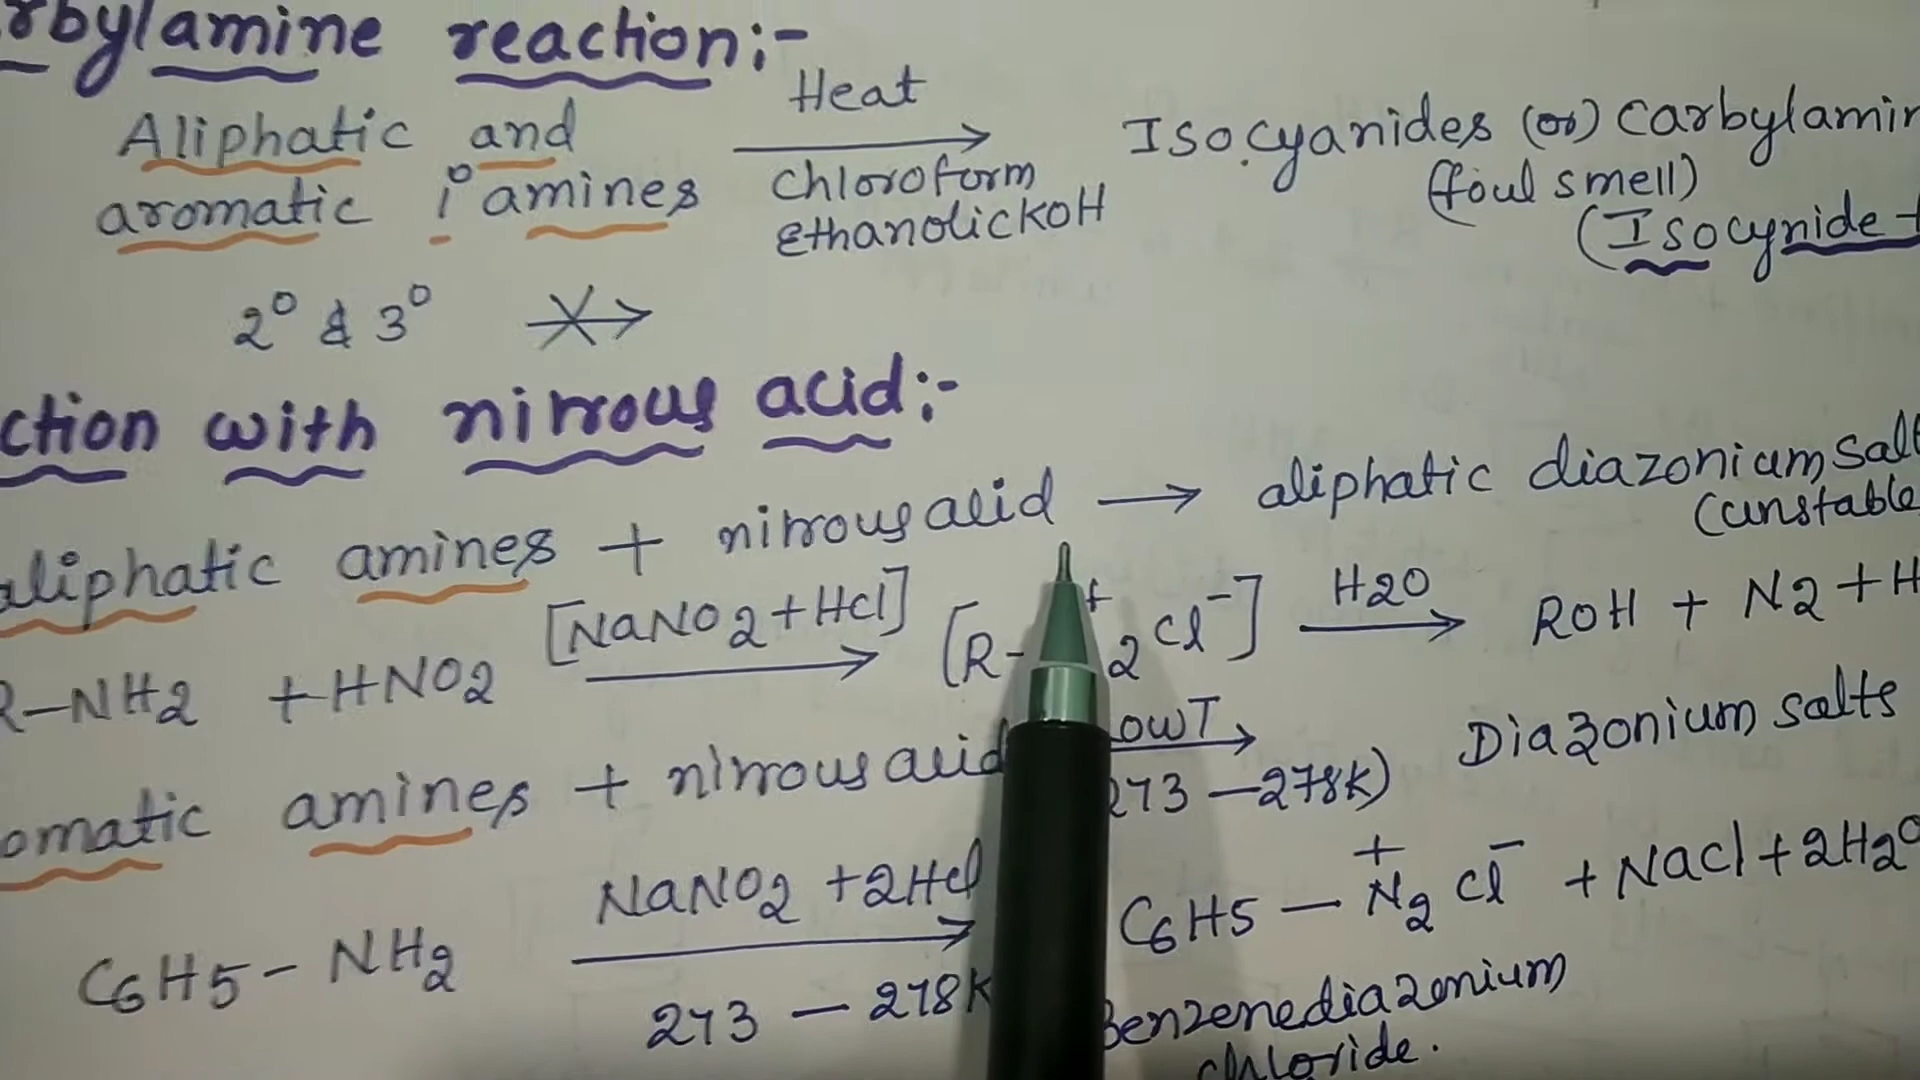 rbylamine reaction:-
Heat
Aliphatic and
aromatic 1° amines
chloroform
ethanolic KOH
Isocyanides (or) carbylamin
(foul smell)
(Isocynide t
2° & 3°
ction with nitrous acid:-
aliphatic amines + nitrous acid → aliphatic diazonium salt
(unstable
R-NH2 + HNO2 [NaNO2+HCl] → [R- +2Cl-] H2O → ROH + N2 + H
omatic amines + nitrous acid owT → Diazonium salts
273-278K)
C6H5-NH2 NaNO2 + 2HCl → C6H5-N+2 Cl- + NaCl + 2H2O
273-278K
Benzenediazonium
chloride.